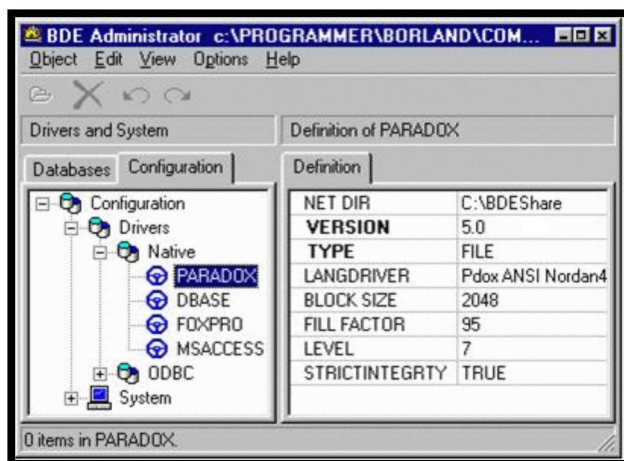 BDE Administrator c:\PROGRAMMER\BORLAND\COM...
Object Edit View Options Help
Drivers and System
Definition of PARADOX
Databases Configuration
Definition
Configuration
Drivers
Native
PARADOX
DBASE
FOXPRO
MSACCESS
ODBC
System
NET DIR C:\BDEShare
VERSION 5.0
TYPE FILE
LANGDRIVER Pdox ANSI Nordan4
BLOCK SIZE 2048
FILL FACTOR 95
LEVEL 7
STRICTINTEGRTY TRUE
0 items in PARADOX.